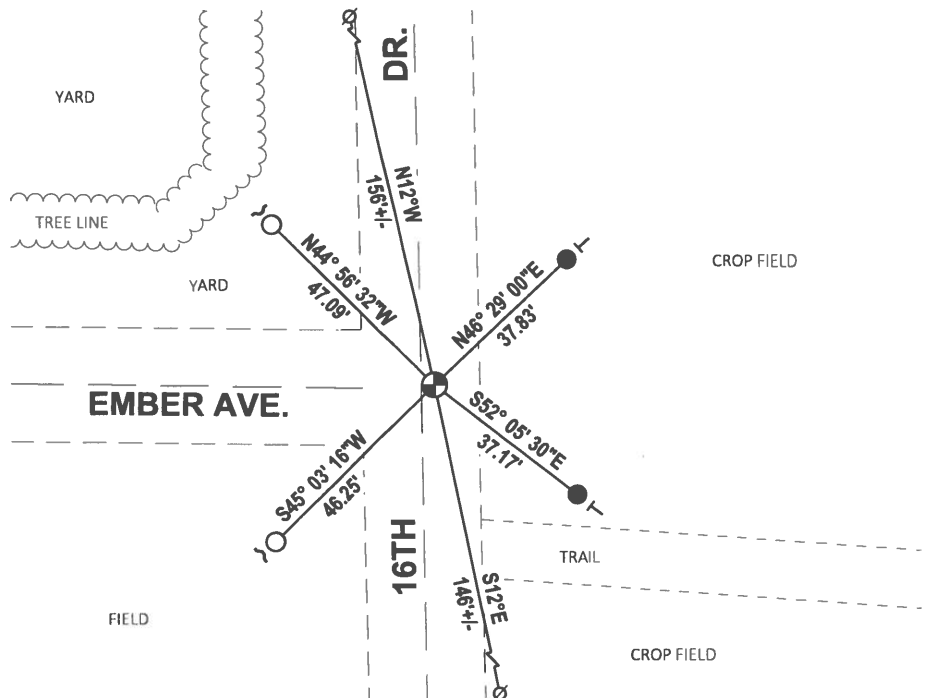 DR.
YARD
N12°W
156'+/-
TREE LINE
N44° 56' 32"W
47.09'
YARD
N46° 29' 00"E
37.83'
CROP FIELD
EMBER AVE.
S52° 05' 30"E
37.17'
S45° 03' 16"W
46.25'
16TH
TRAIL
S12°E
146'+/-
FIELD
CROP FIELD